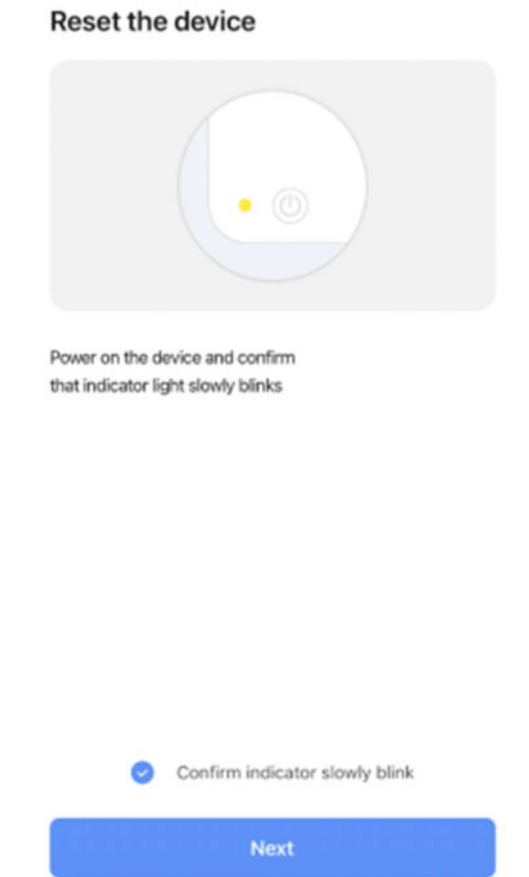 Reset the device
Power on the device and confirm
that indicator light slowly blinks
Confirm indicator slowly blink
Next